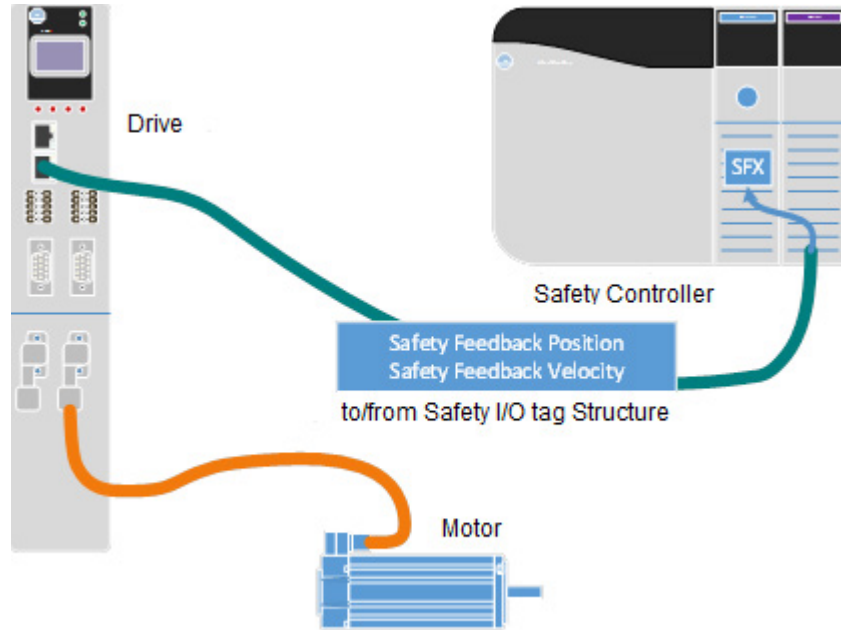 Drive
SFX
Safety Controller
Safety Feedback Position
Safety Feedback Velocity
to/from Safety I/O tag Structure
Motor